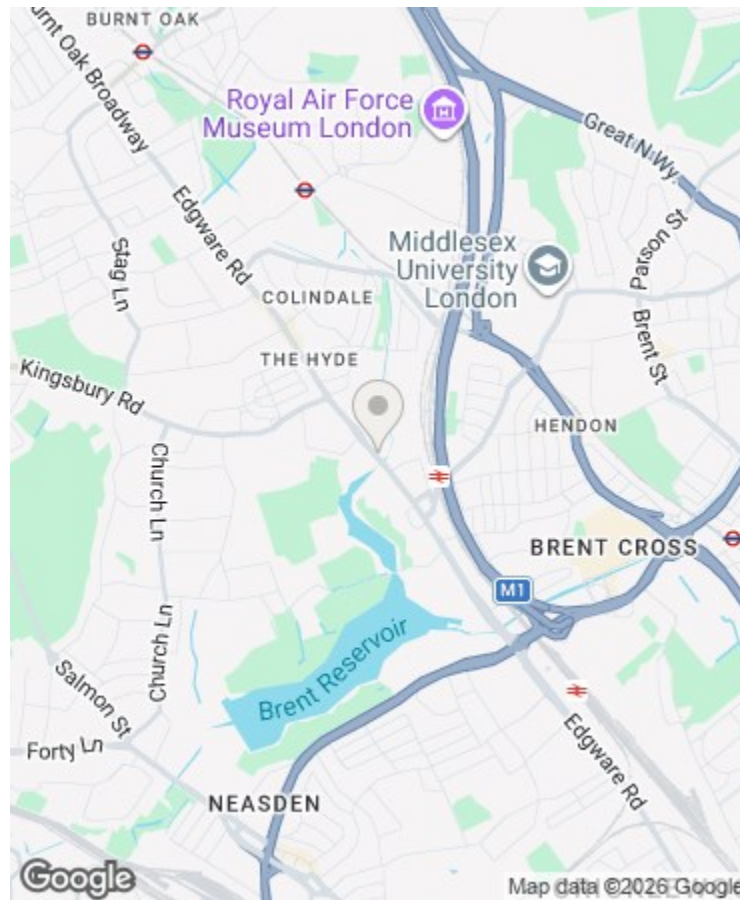 BURNT OAK
Burnt Oak Broadway
Royal Air Force
Museum London
Great N Wy
Edgware Rd
Parson St
Middlesex
University
London
Stag Ln
COLINDALE
Brent St
THE HYDE
Kingsbury Rd
HENDON
Church Ln
BRENT CROSS
M1
Church Ln
Brent Reservoir
Salmon St
Forty Ln
Edgware Rd
NEASDEN
Google
Map data ©2026 Google